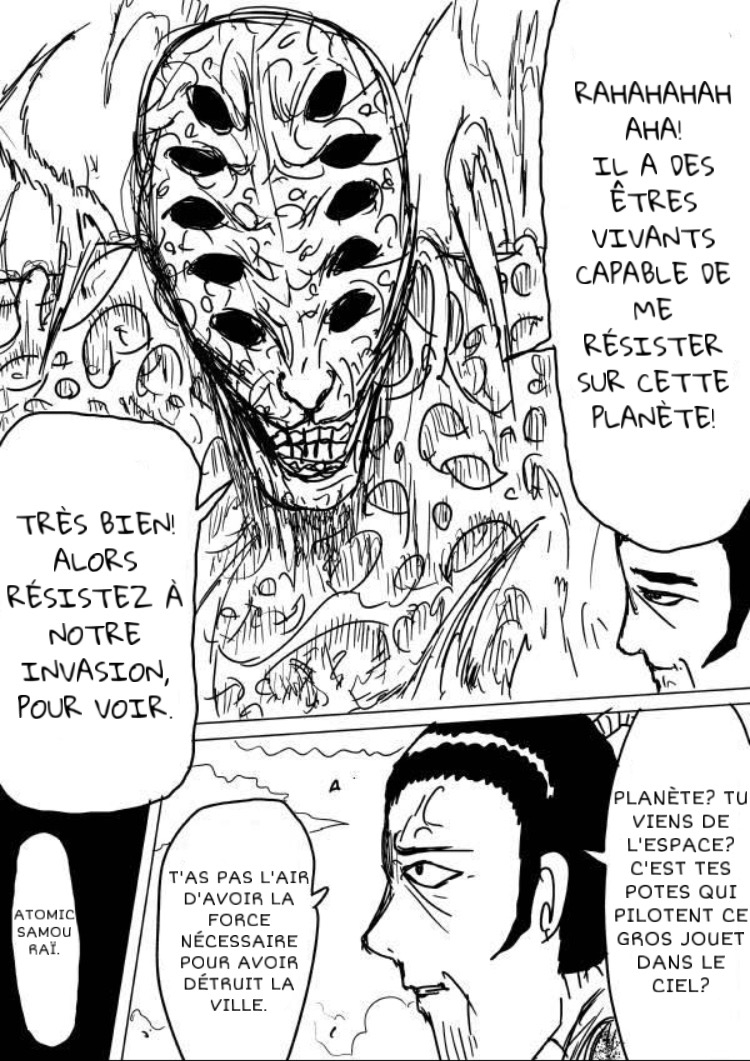 RAHAHAHAH
AHA!
IL A DES
ÊTRES
VIVANTS
CAPABLE DE
ME
RÉSISTER
SUR CETTE
PLANÈTE!
TRÈS BIEN!
ALORS
RÉSISTEZ À
NOTRE
INVASION,
POUR VOIR.
PLANÈTE? TU
VIENS DE
L'ESPACE?
C'EST TES
POTES QUI
PILOTENT CE
GROS JOUET
DANS LE
CIEL?
T'AS PAS L'AIR
D'AVOIR LA
FORCE
NÉCESSAIRE
POUR AVOIR
DÉTRUIT LA
VILLE.
ATOMIC
SAMOU
RAÏ.